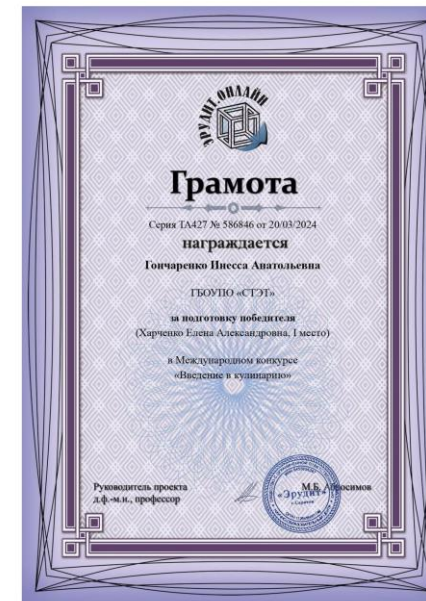 ЭРУДИТ.ОНЛАЙН
Грамота
Серия ТА427 № 586846 от 20/03/2024
награждается
Гончаренко Инесса Анатольевна
ГБОУПО «СТЭТ»
за подготовку победителя
(Харченко Елена Александровна, I место)
в Международном конкурсе
«Введение в кулинарию»
Руководитель проекта
д.ф.-м.н., профессор
М.Б. Абросимов
«Эрудит»